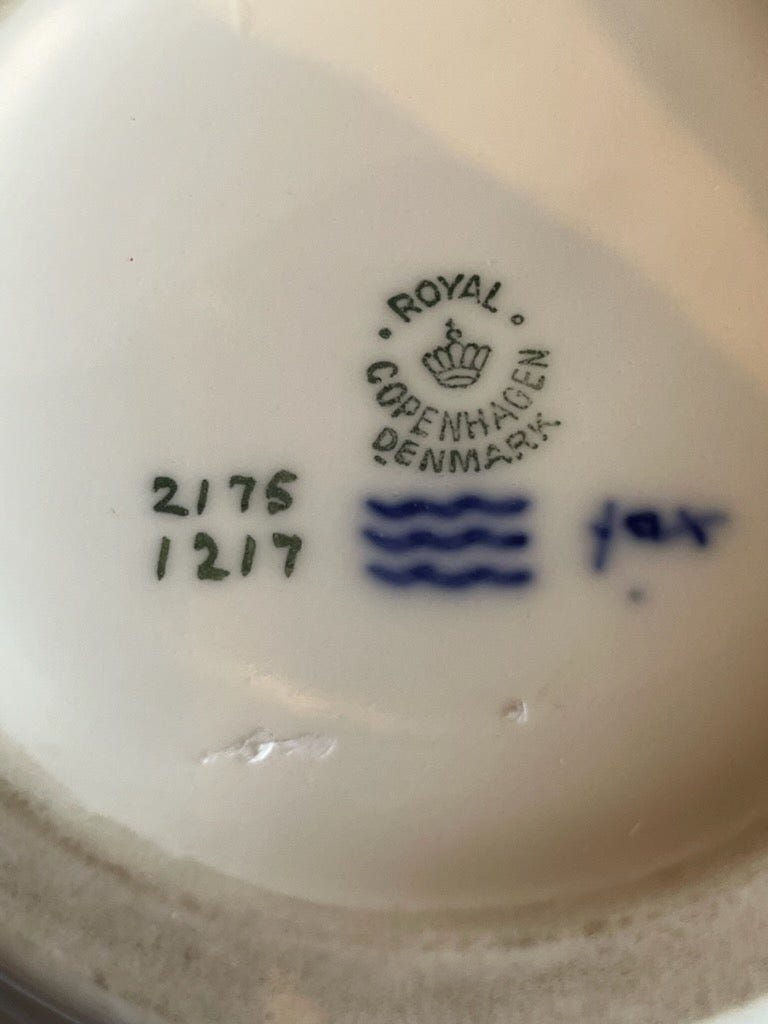 ROYAL
COPENHAGEN
DENMARK
2175
1217